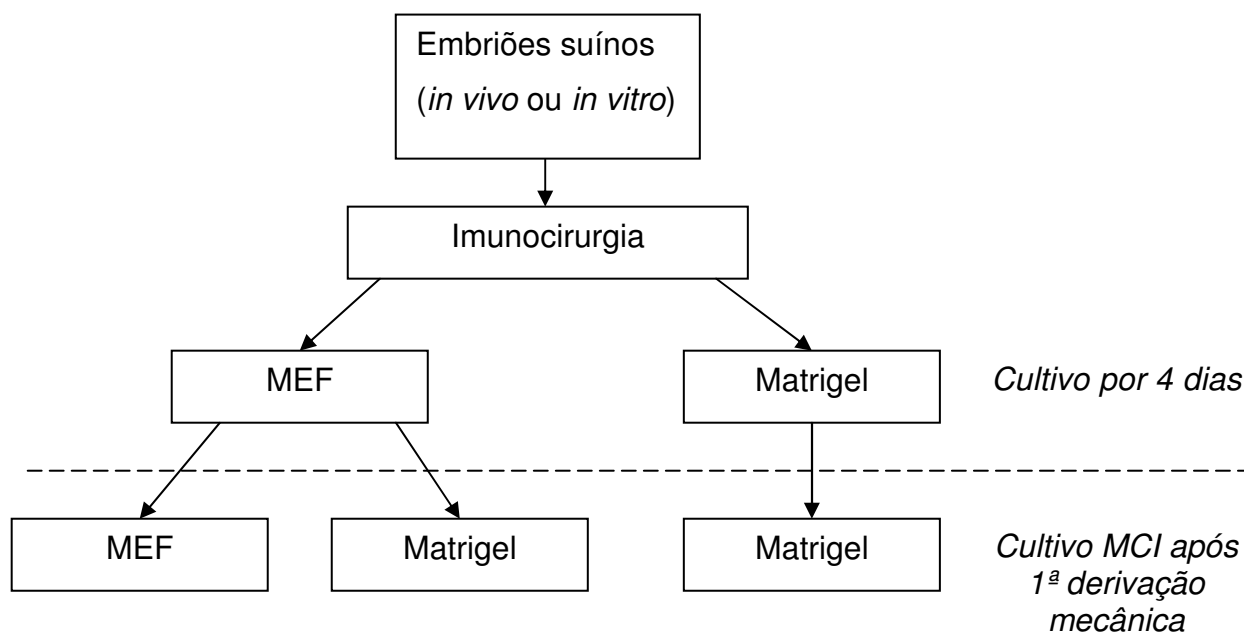 Embriões suínos
(in vivo ou in vitro)
Imunocirurgia
MEF
Matrigel
Cultivo por 4 dias
MEF
Matrigel
Matrigel
Cultivo MCI após
1ª derivação
mecânica